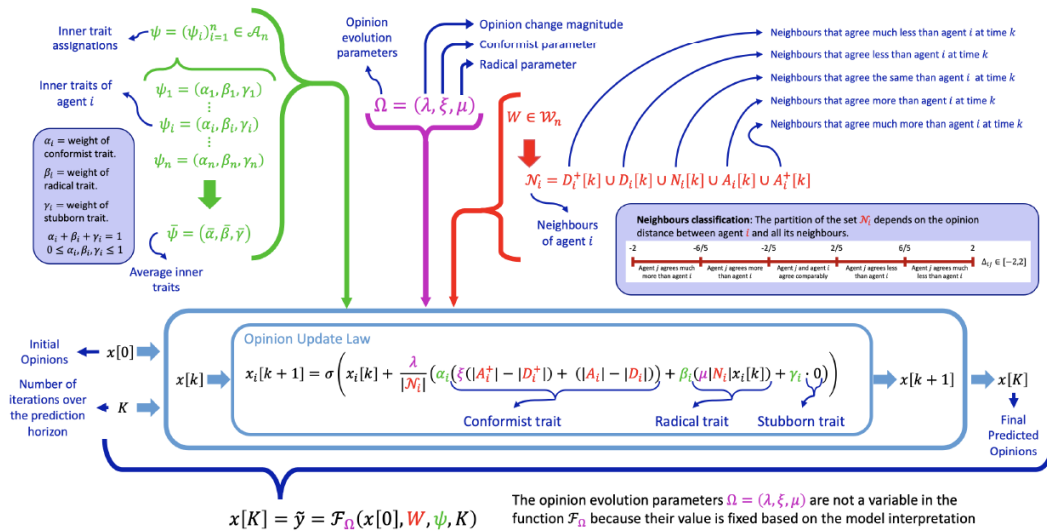 Inner trait assignations
ψ = (ψ_i)_{i=1}^n ∈ 𝒜_n
Inner traits of agent i
ψ_1 = (α_1, β_1, γ_1)
⋮
ψ_i = (α_i, β_i, γ_i)
⋮
ψ_n = (α_n, β_n, γ_n)
α_i = weight of conformist trait.
β_i = weight of radical trait.
γ_i = weight of stubborn trait.
α_i + β_i + γ_i = 1
0 ≤ α_i, β_i, γ_i ≤ 1
ψ̄ = (ᾱ, β̄, γ̄)
Average inner traits
Opinion evolution parameters
Opinion change magnitude
Conformist parameter
Radical parameter
Ω = (λ, ξ, μ)
W ∈ 𝒲_n
Neighbours that agree much less than agent i at time k
Neighbours that agree less than agent i at time k
Neighbours that agree the same than agent i at time k
Neighbours that agree more than agent i at time k
Neighbours that agree much more than agent i at time k
𝒩_i = D_i^+[k] ∪ D_i[k] ∪ N_i[k] ∪ A_i[k] ∪ A_i^+[k]
Neighbours of agent i
Neighbours classification: The partition of the set 𝒩_i depends on the opinion
distance between agent i and all its neighbours.
-2 -6/5 -2/5 2/5 6/5 2
Δ_{ij} ∈ [-2,2]
Agent j agrees much more than agent i
Agent j agrees more than agent i
Agent j and agent i agree comparably
Agent j agrees less than agent i
Agent j agrees much less than agent i
Initial Opinions
x[0]
Number of iterations over the prediction horizon
K
x[k]
Opinion Update Law
x_i[k+1] = σ(x_i[k] + λ/|𝒩_i| (α_i(ξ(|A_i^+| − |D_i^+|) + (|A_i| − |D_i|)) + β_i(μ|N_i|x_i[k]) + γ_i · 0))
Conformist trait
Radical trait
Stubborn trait
x[k+1]
x[K]
Final Predicted Opinions
x[K] = ỹ = ℱ_Ω(x[0], W, ψ, K)
The opinion evolution parameters Ω = (λ, ξ, μ) are not a variable in the
function ℱ_Ω because their value is fixed based on the model interpretation